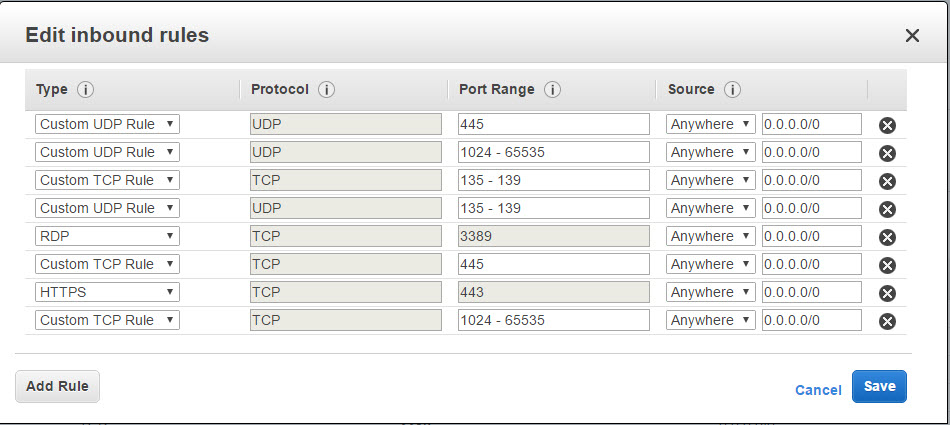 Edit inbound rules
Type Protocol Port Range Source
Custom UDP Rule UDP 445 Anywhere 0.0.0.0/0
Custom UDP Rule UDP 1024 - 65535 Anywhere 0.0.0.0/0
Custom TCP Rule TCP 135 - 139 Anywhere 0.0.0.0/0
Custom UDP Rule UDP 135 - 139 Anywhere 0.0.0.0/0
RDP TCP 3389 Anywhere 0.0.0.0/0
Custom TCP Rule TCP 445 Anywhere 0.0.0.0/0
HTTPS TCP 443 Anywhere 0.0.0.0/0
Custom TCP Rule TCP 1024 - 65535 Anywhere 0.0.0.0/0
Add Rule Cancel Save